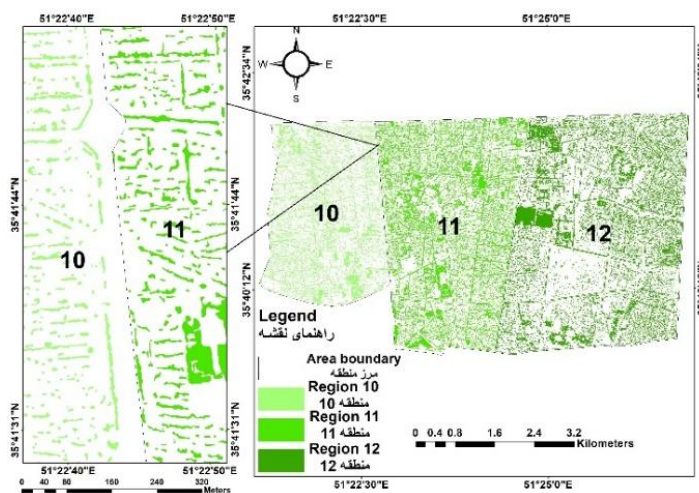 51°22'40"E 51°22'50"E
35°41'44"N
35°41'31"N
10
11
35°41'44"N
35°41'31"N
51°22'40"E 51°22'50"E
0 40 80 160 240 320
Meters
51°22'30"E 51°25'0"E
35°42'34"N
35°40'12"N
N
W E
S
10
11
12
Legend
راهنمای نقشه
Area boundary
مرز منطقه
Region 10
منطقه 10
Region 11
منطقه 11
Region 12
منطقه 12
0 0.4 0.8 1.6 2.4 3.2
Kilometers
51°22'30"E 51°25'0"E